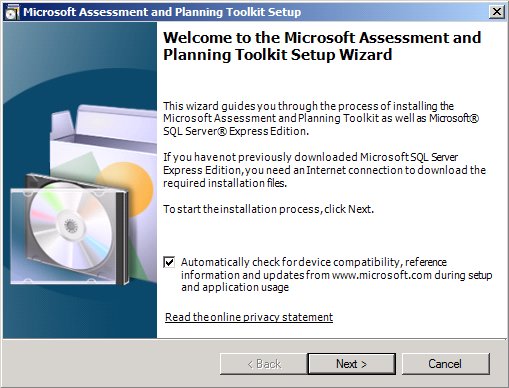 Microsoft Assessment and Planning Toolkit Setup
Welcome to the Microsoft Assessment and
Planning Toolkit Setup Wizard
This wizard guides you through the process of installing the
Microsoft Assessment and Planning Toolkit as well as Microsoft®
SQL Server® Express Edition.
If you have not previously downloaded Microsoft SQL Server
Express Edition, you need an Internet connection to download the
required installation files.
To start the installation process, click Next.
Automatically check for device compatibility, reference
information and updates from www.microsoft.com during setup
and application usage
Read the online privacy statement
< Back
Next >
Cancel